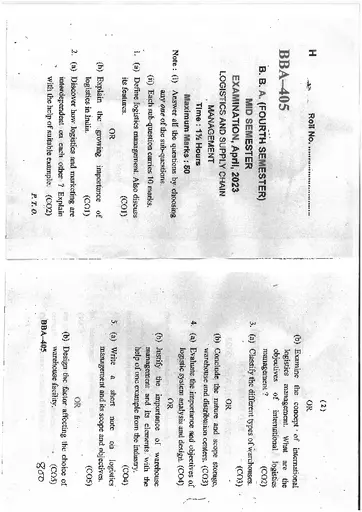 H
Roll No. ........................
BBA-405
B. B. A. (FOURTH SEMESTER)
MID SEMESTER
EXAMINATION, April, 2023
LOGISTICS AND SUPPLY CHAIN
MANAGEMENT
Time : 1½ Hours
Maximum Marks : 50
Note : (i) Answer all the questions by choosing
any one of the sub-questions.
(ii) Each sub-question carries 10 marks.
1. (a) Define logistics management. Also discuss
its features. (CO1)
OR
(b) Explain the growing importance of
logistics in India. (CO1)
2. (a) Discover how logistics and marketing are
interdependent on each other ? Explain
with the help of suitable example. (CO2)
P. T. O.
(2)
OR
(b) Examine the concept of international
logistics management. What are the
objectives of international logistics
management ? (CO2)
3. (a) Classify the different types of warehouses.
(CO3)
OR
(b) Conclude the nature and scope storage,
warehouse and distribution centers. (CO3)
4. (a) Evaluate the importance and objectives of
logistic system analysis and design. (CO4)
OR
(b) Justify the importance of warehouse
management and its elements with the
help of one example from the industry.
(CO4)
5. (a) Write a short note on logistics
management and its scope and objectives.
(CO5)
OR
(b) Design the factor affecting the choice of
warehouse facility. (CO5)
BBA-405